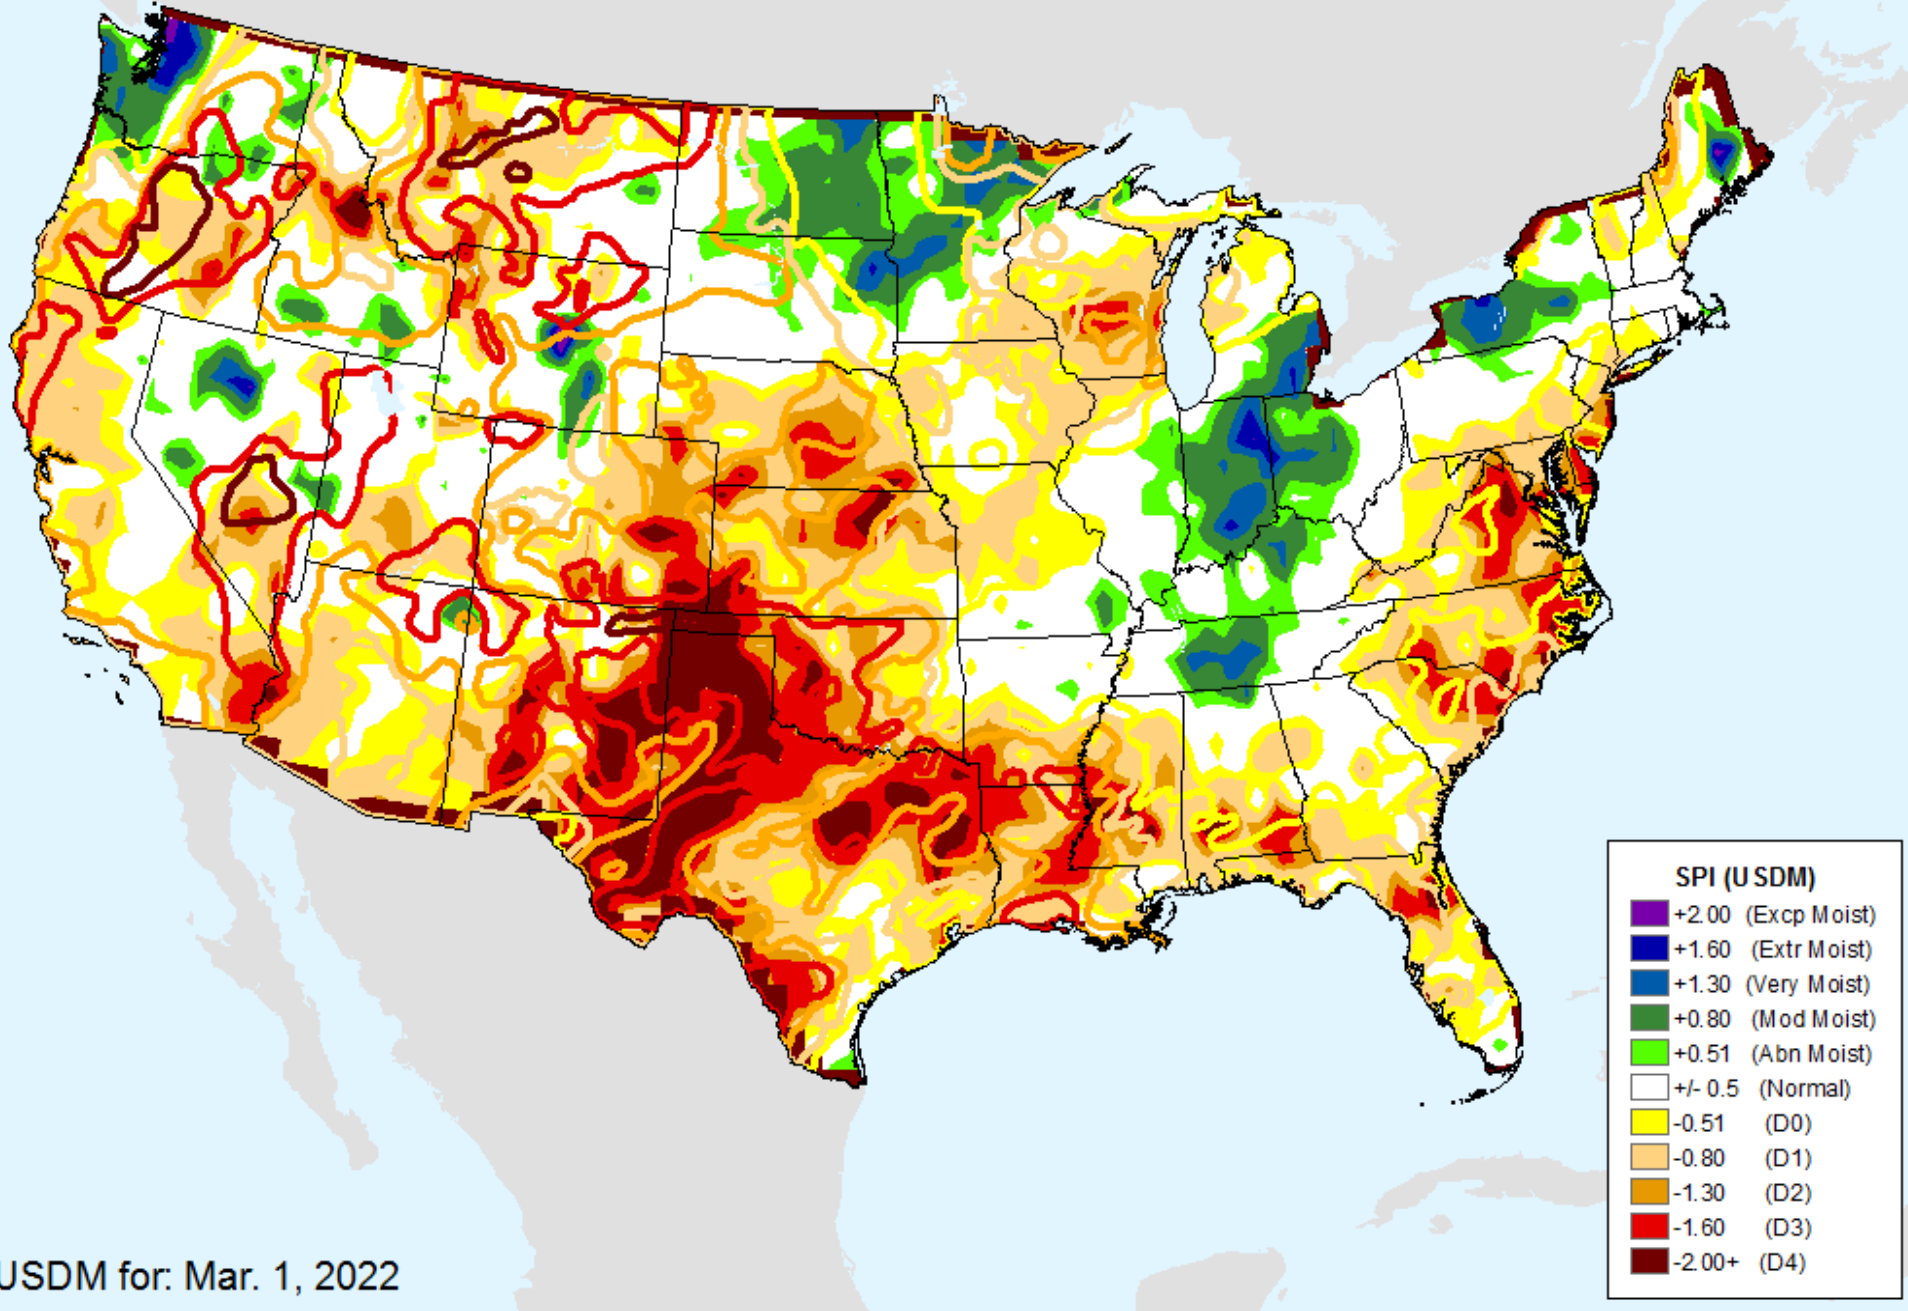 SPI (USDM)
+2.00 (Excp Moist)
+1.60 (Extr Moist)
+1.30 (Very Moist)
+0.80 (Mod Moist)
+0.51 (Abn Moist)
+/- 0.5 (Normal)
-0.51 (D0)
-0.80 (D1)
-1.30 (D2)
-1.60 (D3)
-2.00+ (D4)
USDM for: Mar. 1, 2022